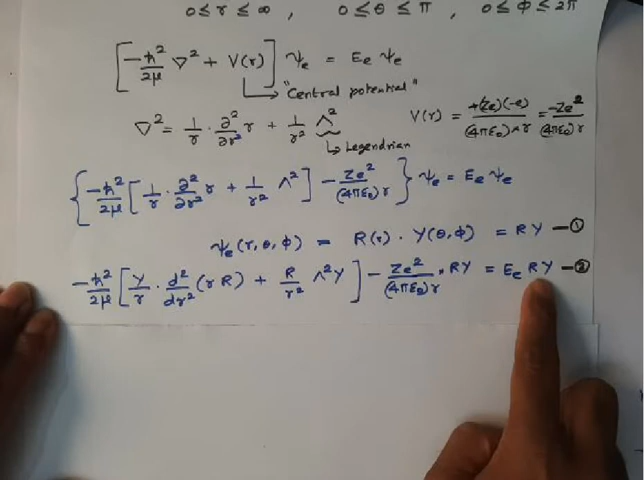 0 ≤ r ≤ ∞ , 0 ≤ θ ≤ π , 0 ≤ ϕ ≤ 2π
[-ħ²/2μ ∇² + V(r)] ψe = Ee ψe
"Central potential"
∇² = 1/r · ∂²/∂r² r + 1/r² Λ² V(r) = +(Ze)(-e)/(4πε₀)r = -Ze²/(4πε₀)r
Legendrian
{-ħ²/2μ [1/r · ∂²/∂r² r + 1/r² Λ²] - Ze²/(4πε₀)r} ψe = Ee ψe
ψe(r,θ,ϕ) = R(r) · Y(θ,ϕ) = RY —①
-ħ²/2μ [Y/r · d²/dr² (rR) + R/r² Λ²Y] - Ze²/(4πε₀)r · RY = Ee RY —②